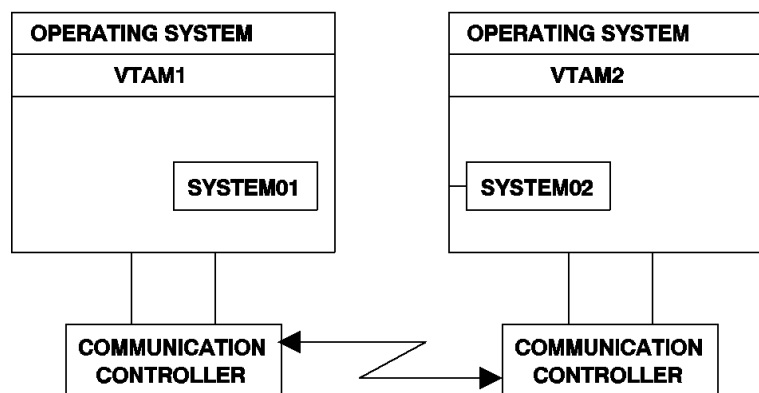 OPERATING SYSTEM
VTAM1
SYSTEM01
COMMUNICATION
CONTROLLER
OPERATING SYSTEM
VTAM2
SYSTEM02
COMMUNICATION
CONTROLLER